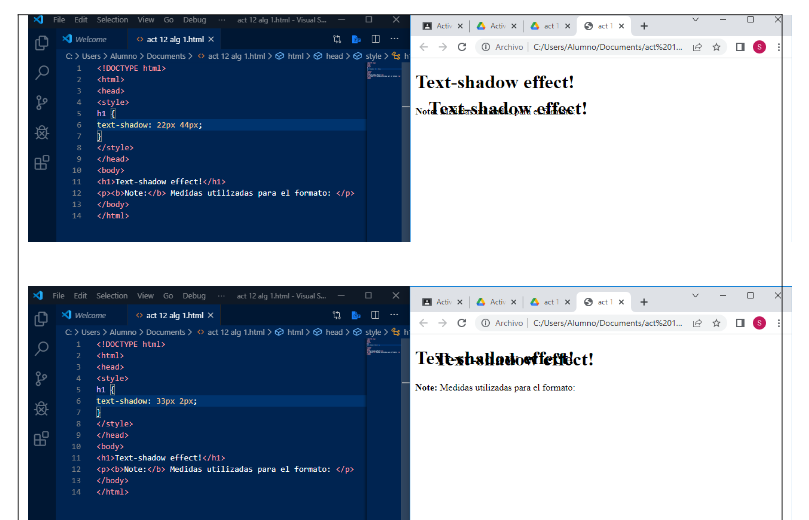 File Edit Selection View Go Debug ··· act 12 alg 1.html - Visual S...
Welcome <> act 12 alg 1.html
C: > Users > Alumno > Documents > <> act 12 alg 1.html > html > head > style > h
1 <!DOCTYPE html>
2 <html>
3 <head>
4 <style>
5 h1 {
6 text-shadow: 22px 44px;
7 }
8 </style>
9 </head>
10 <body>
11 <h1>Text-shadow effect!</h1>
12 <p><b>Note:</b> Medidas utilizadas para el formato: </p>
13 </body>
14 </html>
Activ Activ act 1 act 1
Archivo C:/Users/Alumno/Documents/act%201... S
Text-shadow effect!
Text-shadow effect!
Note: Medidas utilizadas para el formato:
File Edit Selection View Go Debug ··· act 12 alg 1.html - Visual S...
Welcome <> act 12 alg 1.html
C: > Users > Alumno > Documents > <> act 12 alg 1.html > html > head > style > h
1 <!DOCTYPE html>
2 <html>
3 <head>
4 <style>
5 h1 {
6 text-shadow: 33px 2px;
7 }
8 </style>
9 </head>
10 <body>
11 <h1>Text-shadow effect!</h1>
12 <p><b>Note:</b> Medidas utilizadas para el formato: </p>
13 </body>
14 </html>
Activ Activ act 1 act 1
Archivo C:/Users/Alumno/Documents/act%201... S
Text-shadow effect!
Text-shadow effect!
Note: Medidas utilizadas para el formato: